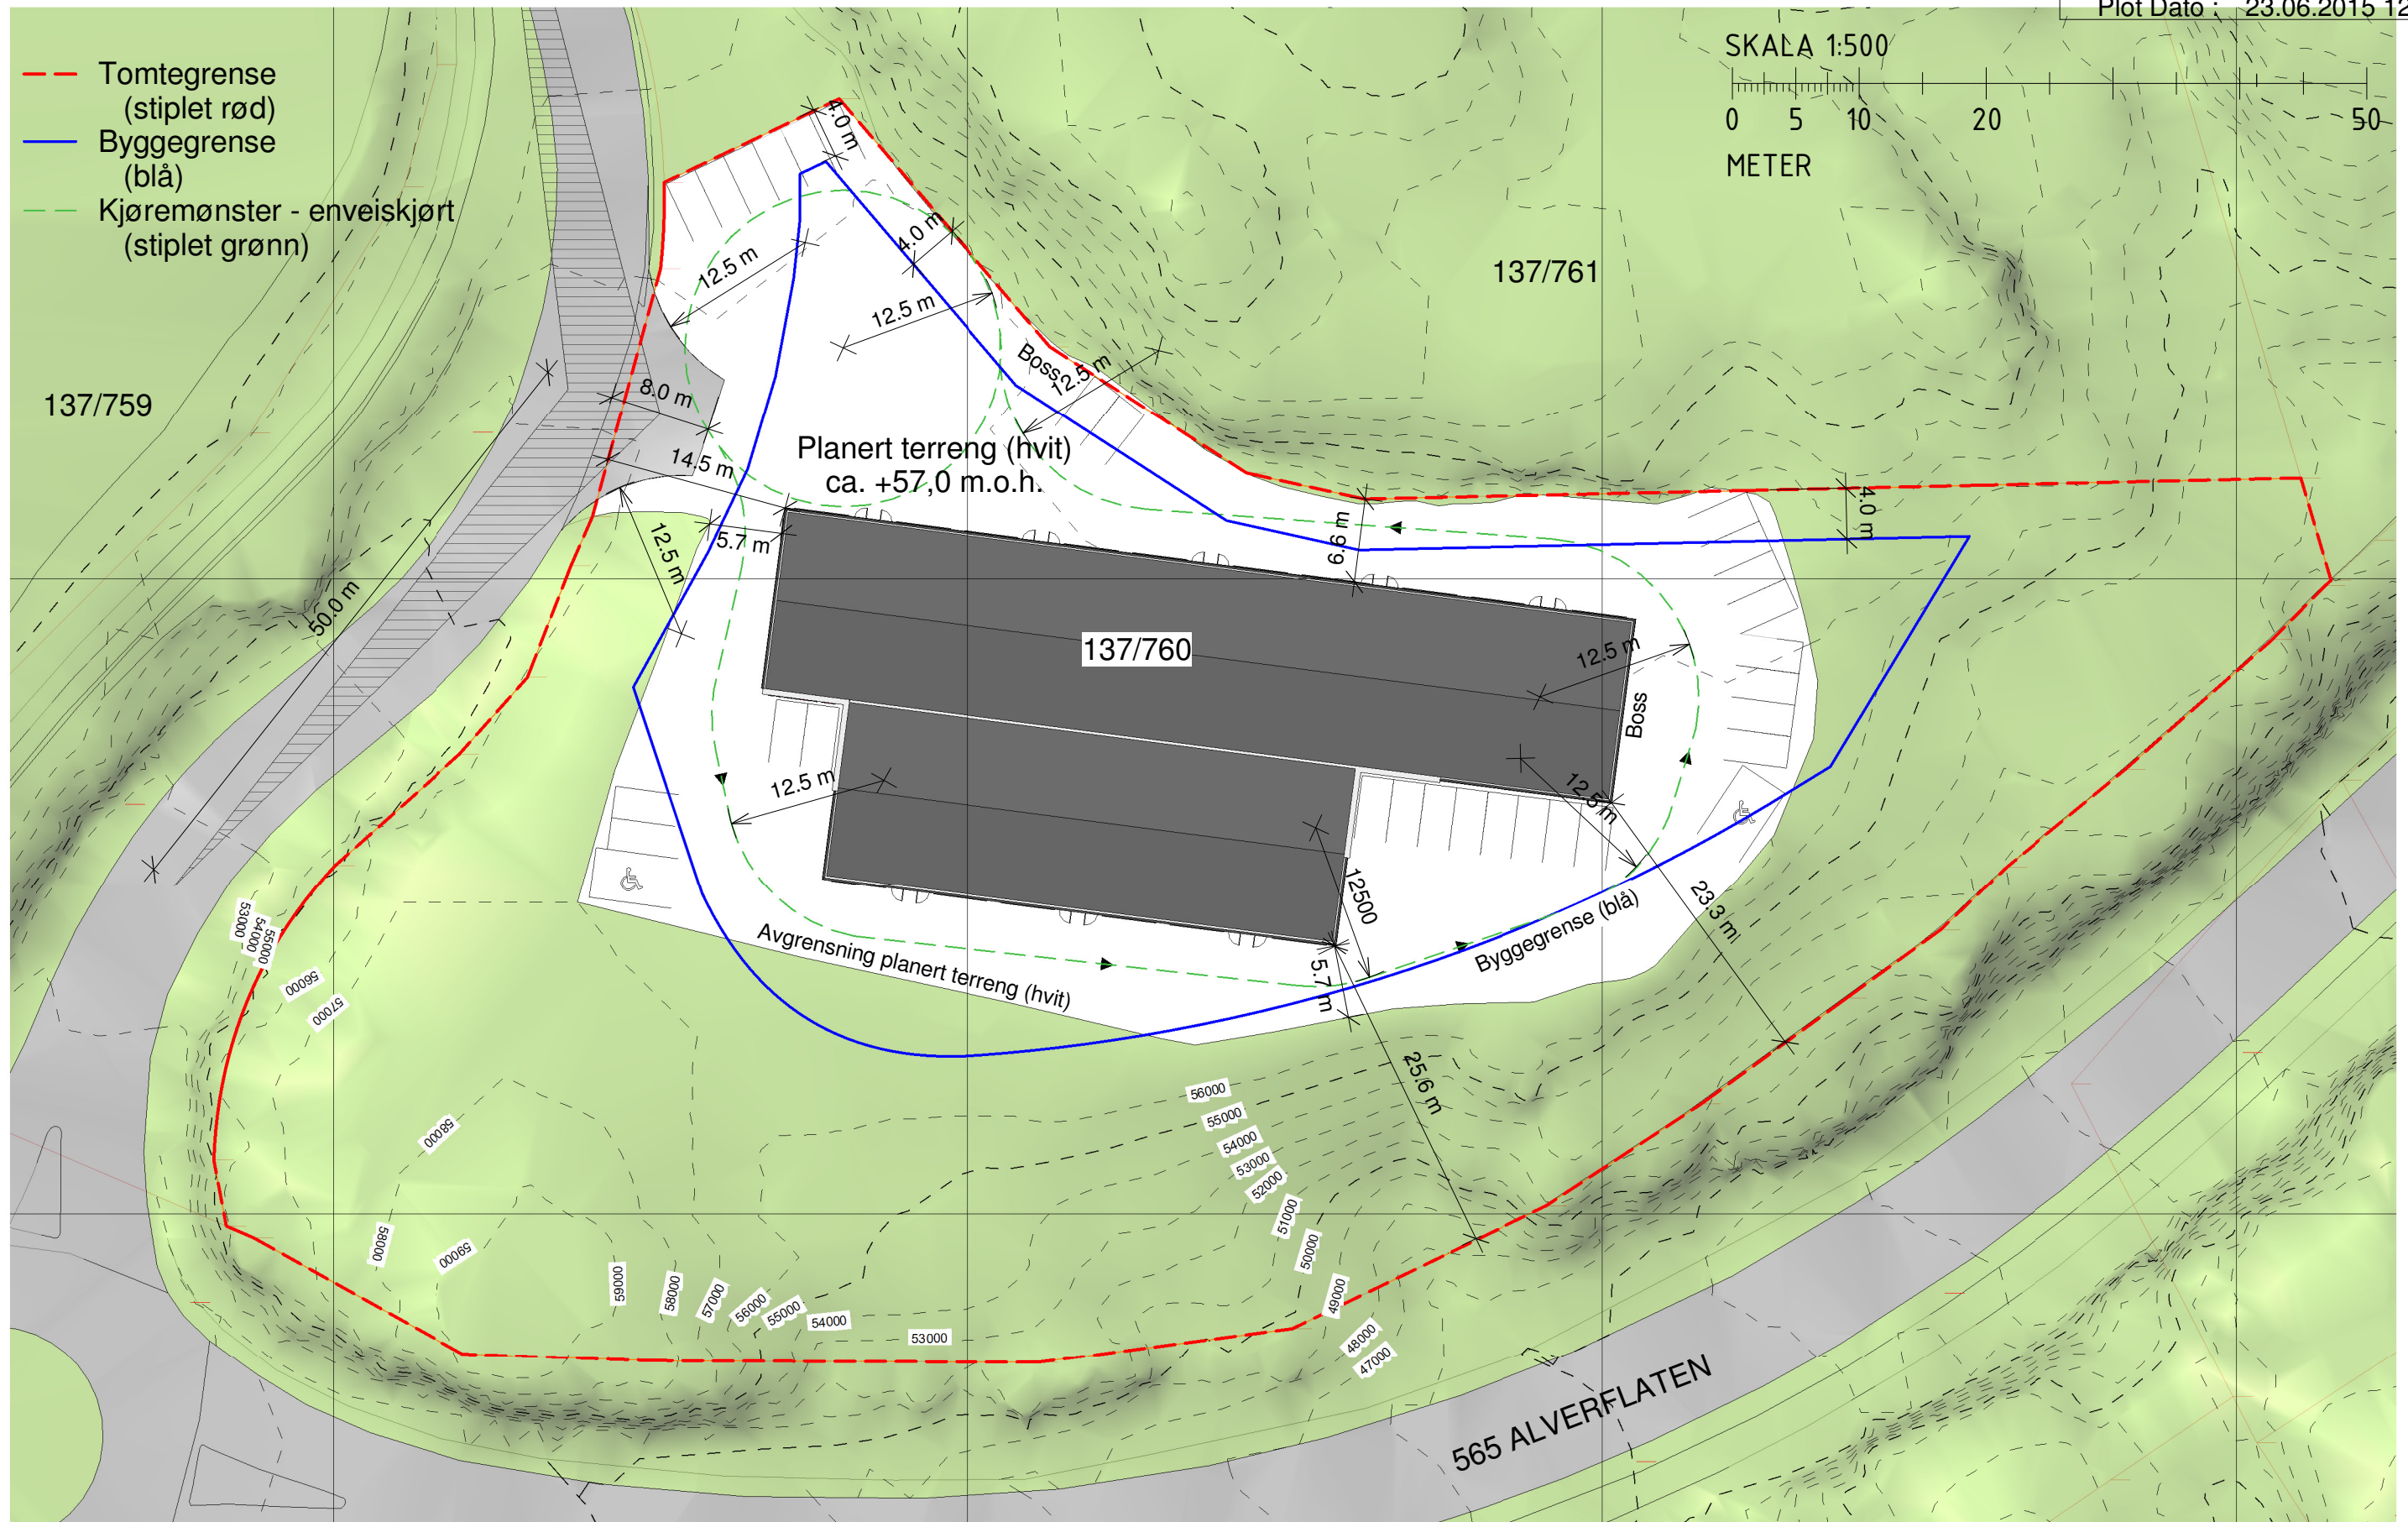 Plot Dato : 23.06.2015 12
SKALA 1:500
0 5 10 20 50
METER
Tomtegrense
(stiplet rød)
Byggegrense
(blå)
Kjøremønster - enveiskjørt
(stiplet grønn)
4.0 m
4.0 m
12.5 m
12.5 m
137/761
137/759
Boss
12.5 m
8.0 m
14.5 m
Planert terreng (hvit)
ca. +57,0 m.o.h.
4.0 m
12.5 m
5.7 m
6.6 m
50.0 m
137/760
12.5 m
Boss
12.5 m
12.5 m
12500
23.3 m
Byggegrense (blå)
Avgrensning planert terreng (hvit)
5.7 m
25.6 m
53000
54000
55000
56000
57000
58000
58000
59000
59000
58000
57000
56000
55000
54000
53000
56000
55000
54000
53000
52000
51000
50000
49000
48000
47000
565 ALVERFLATEN